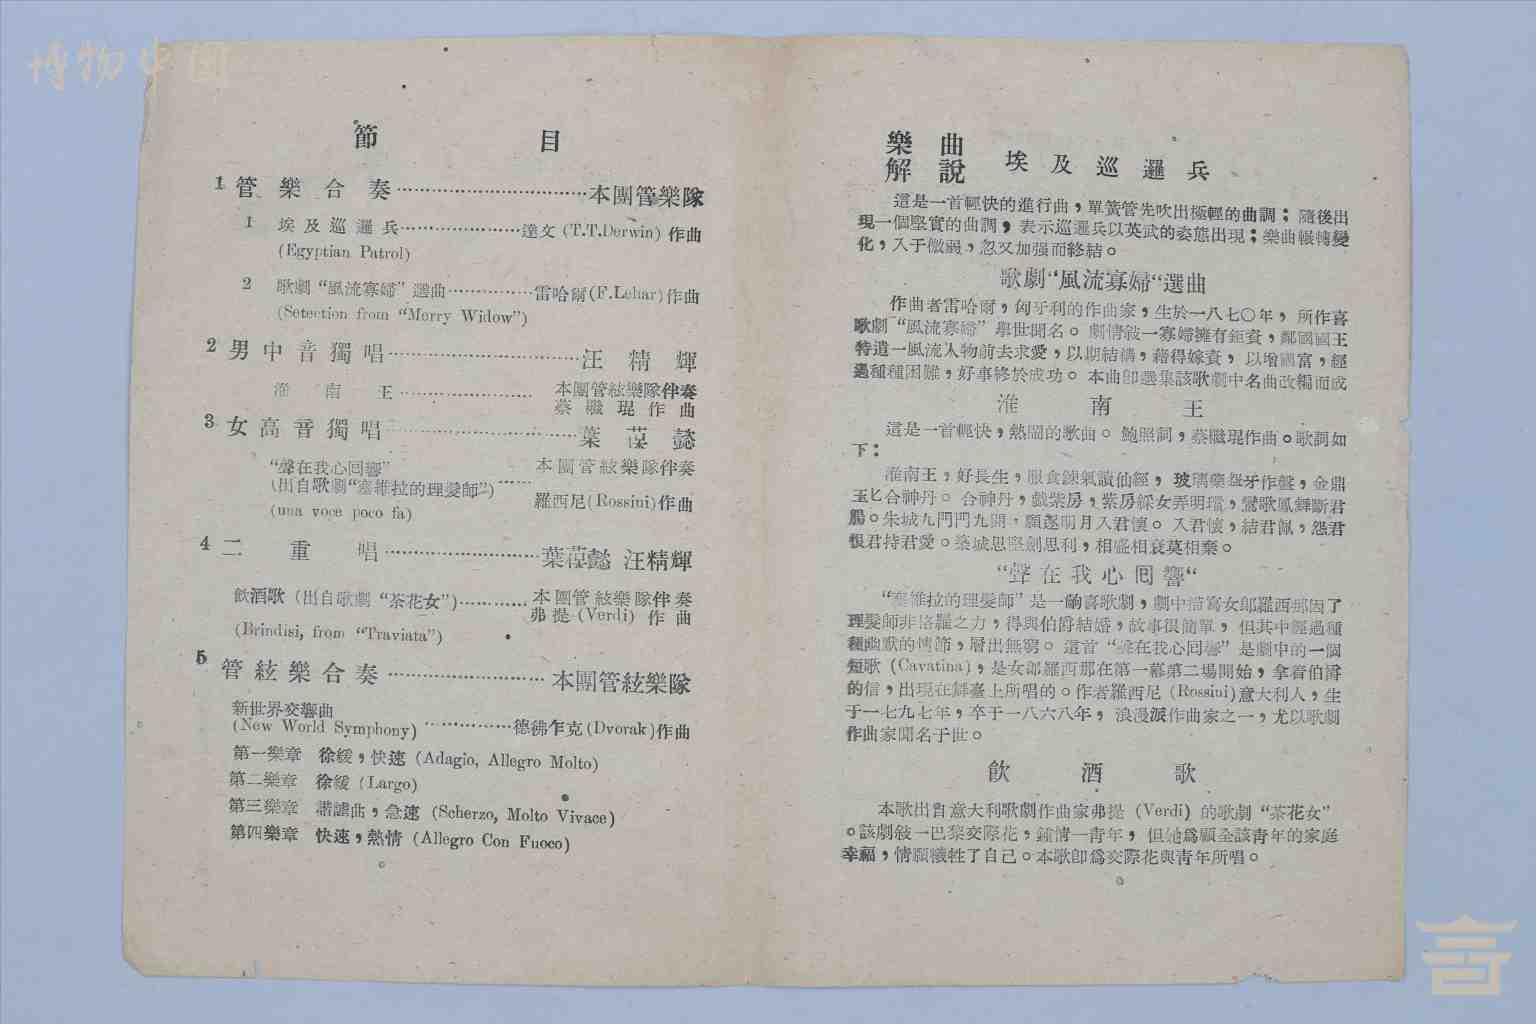 博物中国
節 目
1 管樂合奏……………………本團管樂隊
1 埃及巡邏兵…………………達文 (T.T.Derwin) 作曲
(Egyptian Patrol)
2 歌劇“風流寡婦”選曲……………雷哈爾(F.Lehar)作曲
(Setection from “Merry Widow”)
2 男中音獨唱……………………汪精輝
淮南王……………………本團管絃樂隊伴奏
蔡繼琨作曲
3 女高音獨唱……………………葉葆懿
“聲在我心囘響” 本團管絃樂隊伴奏
(出自歌劇“塞維拉的理髮師”)……
羅西尼(Rossini)作曲
(una voce poco fa)
4 二重唱……………………葉葆懿 汪精輝
飲酒歌 (出自歌劇 “茶花女”)…………本團管絃樂隊伴奏
弗提 (Verdi) 作曲
(Brindisi, from “Traviata”)
5 管絃樂合奏……………………本團管絃樂隊
新世界交響曲
(New World Symphony) ……………德彿乍克(Dvorak)作曲
第一樂章 徐緩，快速 (Adagio, Allegro Molto)
第二樂章 徐緩 (Largo)
第三樂章 諧謔曲，急速 (Scherzo, Molto Vivace)
第四樂章 快速，熱情 (Allegro Con Fuoco)
樂曲
解說 埃及巡邏兵
這是一首輕快的進行曲，單簧管先吹出極輕的曲調；隨後出
現一個堅實的曲調，表示巡邏兵以英武的姿態出現；樂曲輾轉變
化，入于微弱，忽又加强而終結。
歌劇“風流寡婦“選曲
作曲者雷哈爾，匈牙利的作曲家，生於一八七〇年，所作喜
歌劇“風流寡婦”舉世聞名。劇情敍一寡婦擁有鉅資，鄰國國王
特遣一風流人物前去求愛，以期結構，藉得嫁資，以增國富，經
過種種困難，好事終於成功。本曲卽選集該歌劇中名曲改編而成
淮南王
這是一首輕快，熱鬧的歌曲。鮑照詞，蔡繼琨作曲。歌詞如
下：
淮南王，好長生，服食鍊氣讀仙經，玻璃藥盌牙作盤，金鼎
玉匕合神丹。合神丹，戲紫房，紫房綵女弄明璫，鸞歌鳳舞斷君
腸。朱城九門門九開，願逐明月入君懷。入君懷，結君佩，怨君
恨君持君愛。築城思堅劍思利，相盛相衰莫相棄。
“聲在我心囘響“
“塞維拉的理髮師”是一齣喜歌劇，劇中描寫女郎羅西那因了
理髮師非洛羅之力，得與伯爵結婚，故事很簡單，但其中經過種
種幽默的情節，層出無窮。這首“聲在我心囘響”是劇中的一個
短歌 (Cavatina)，是女郎羅西那在第一幕第二場開始，拿着伯爵
的信，出現在舞臺上所唱的。作者羅西尼 (Rossini)意大利人，生
于一七九七年，卒于一八六八年，浪漫派作曲家之一，尤以歌劇
作曲家聞名于世。
飲酒歌
本歌出自意大利歌劇作曲家弗提 (Verdi) 的歌劇 “茶花女”
。該劇敍一巴黎交際花，鍾情一青年，但她爲顧全該青年的家庭
幸福，情願犧牲了自己。本歌卽爲交際花與青年所唱。